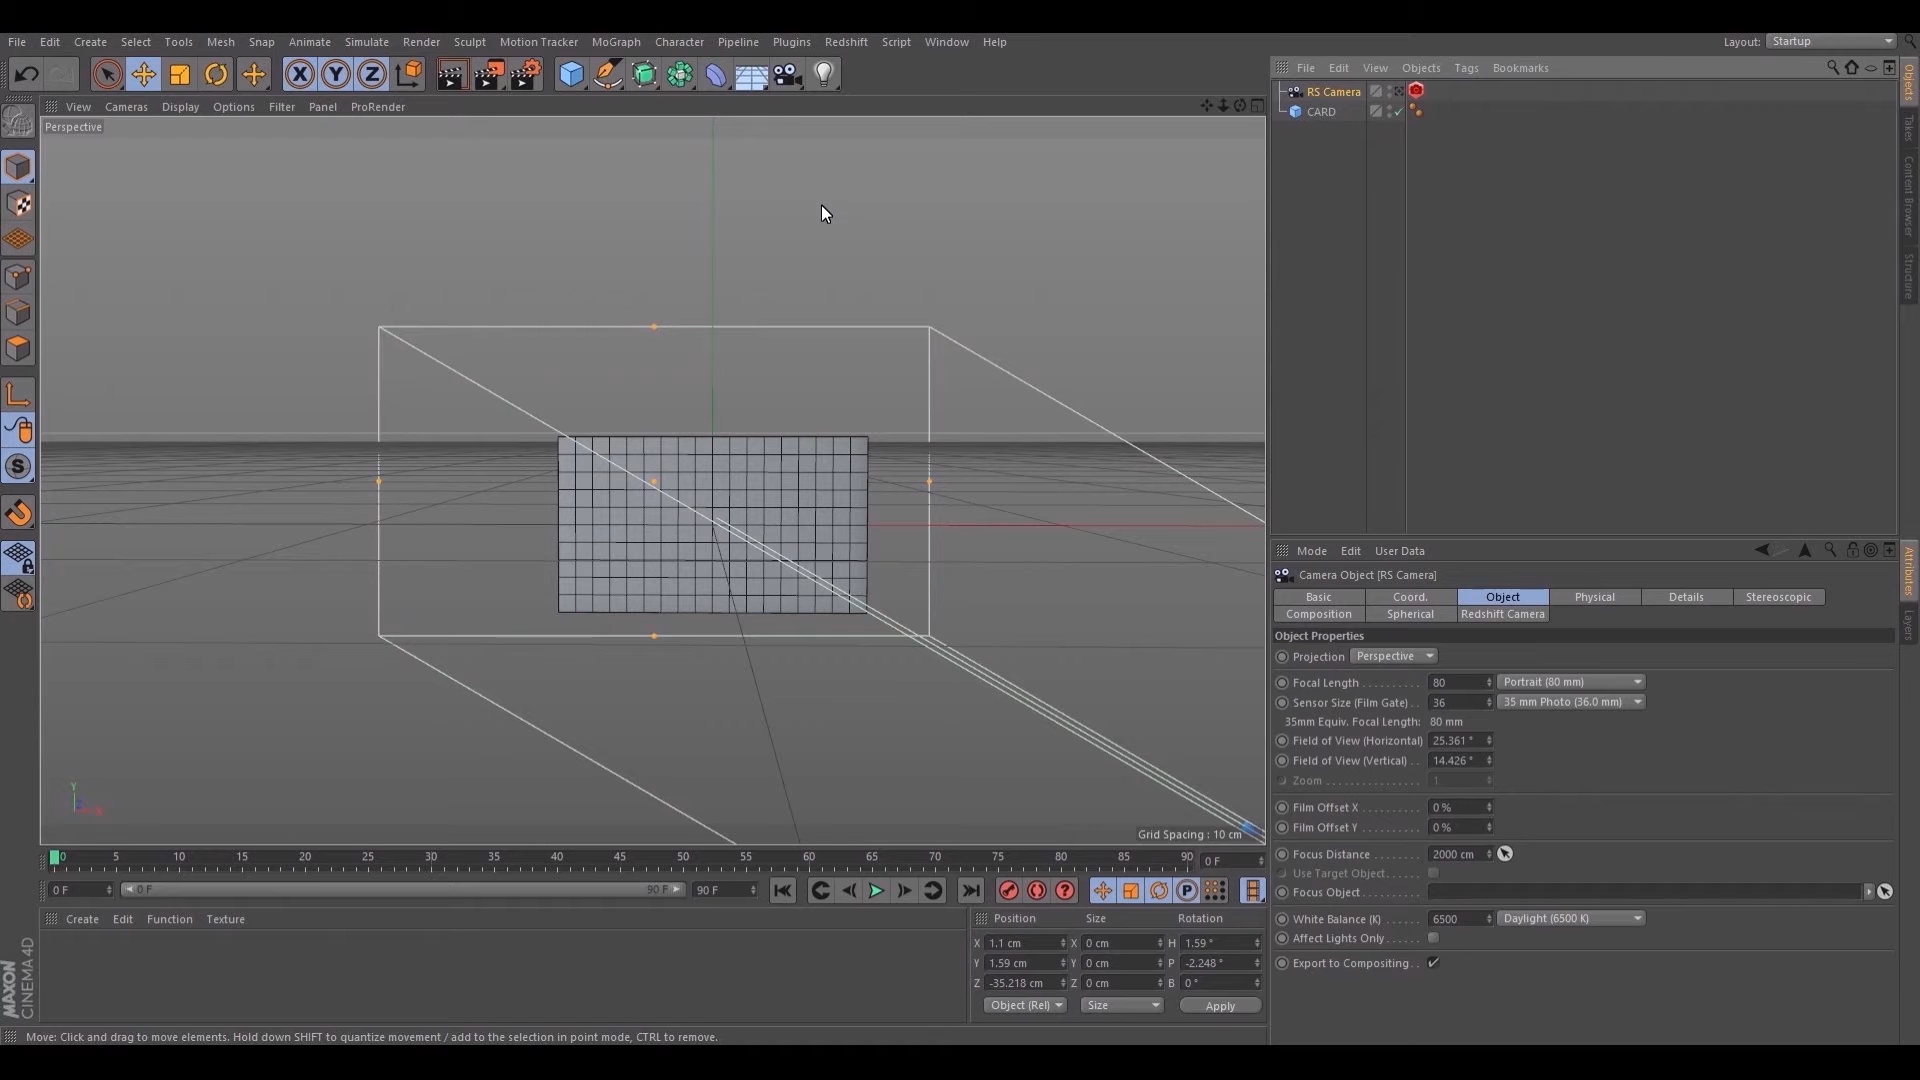 File Edit Create Select Tools Mesh Snap Animate Simulate Render Sculpt Motion Tracker MoGraph Character Pipeline Plugins Redshift Script Window Help Layout: Startup
File Edit View Objects Tags Bookmarks
RS Camera
CARD
View Cameras Display Options Filter Panel ProRender
Perspective
Grid Spacing : 10 cm
Objects
Takes
Content Browser
Structure
Mode Edit User Data
Camera Object [RS Camera]
Basic Coord. Object Physical Details Stereoscopic
Composition Spherical Redshift Camera
Object Properties
Projection Perspective
Focal Length 80 Portrait (80 mm)
Sensor Size (Film Gate) 36 35 mm Photo (36.0 mm)
35mm Equiv. Focal Length: 80 mm
Field of View (Horizontal) 25.361 °
Field of View (Vertical) 14.426 °
Zoom 1
Film Offset X 0 %
Film Offset Y 0 %
Focus Distance 2000 cm
Use Target Object
Focus Object
White Balance (K) 6500 Daylight (6500 K)
Affect Lights Only
Export to Compositing
Attributes
Layers
0 5 10 15 20 25 30 35 40 45 50 55 60 65 70 75 80 85 90 0 F
0 F 0 F 90 F 90 F
Create Edit Function Texture
Position Size Rotation
X 1.1 cm X 0 cm H 1.59 °
Y 1.59 cm Y 0 cm P -2.248 °
Z -35.218 cm Z 0 cm B 0 °
Object (Rel) Size Apply
MAXON
CINEMA 4D
Move: Click and drag to move elements. Hold down SHIFT to quantize movement / add to the selection in point mode, CTRL to remove.